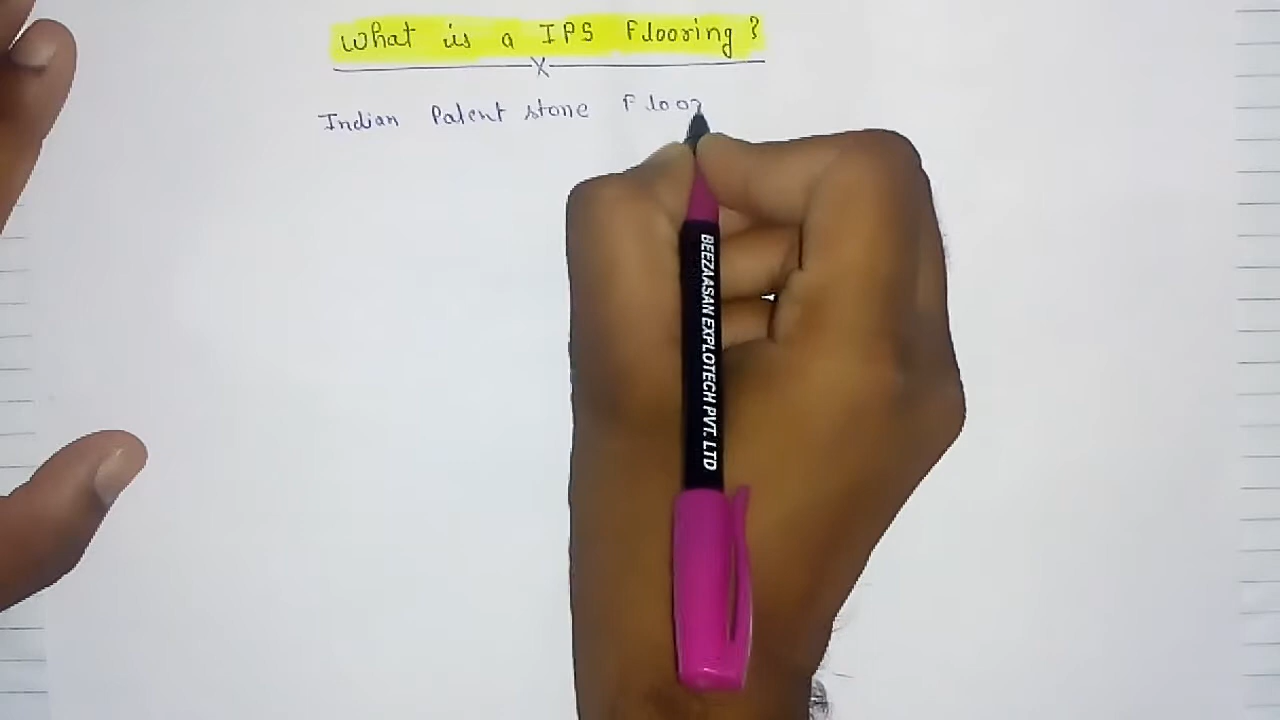 What is a IPS Flooring?
X
Indian Patent stone Floor
BEEZAASAN EXPLOTECH PVT. LTD